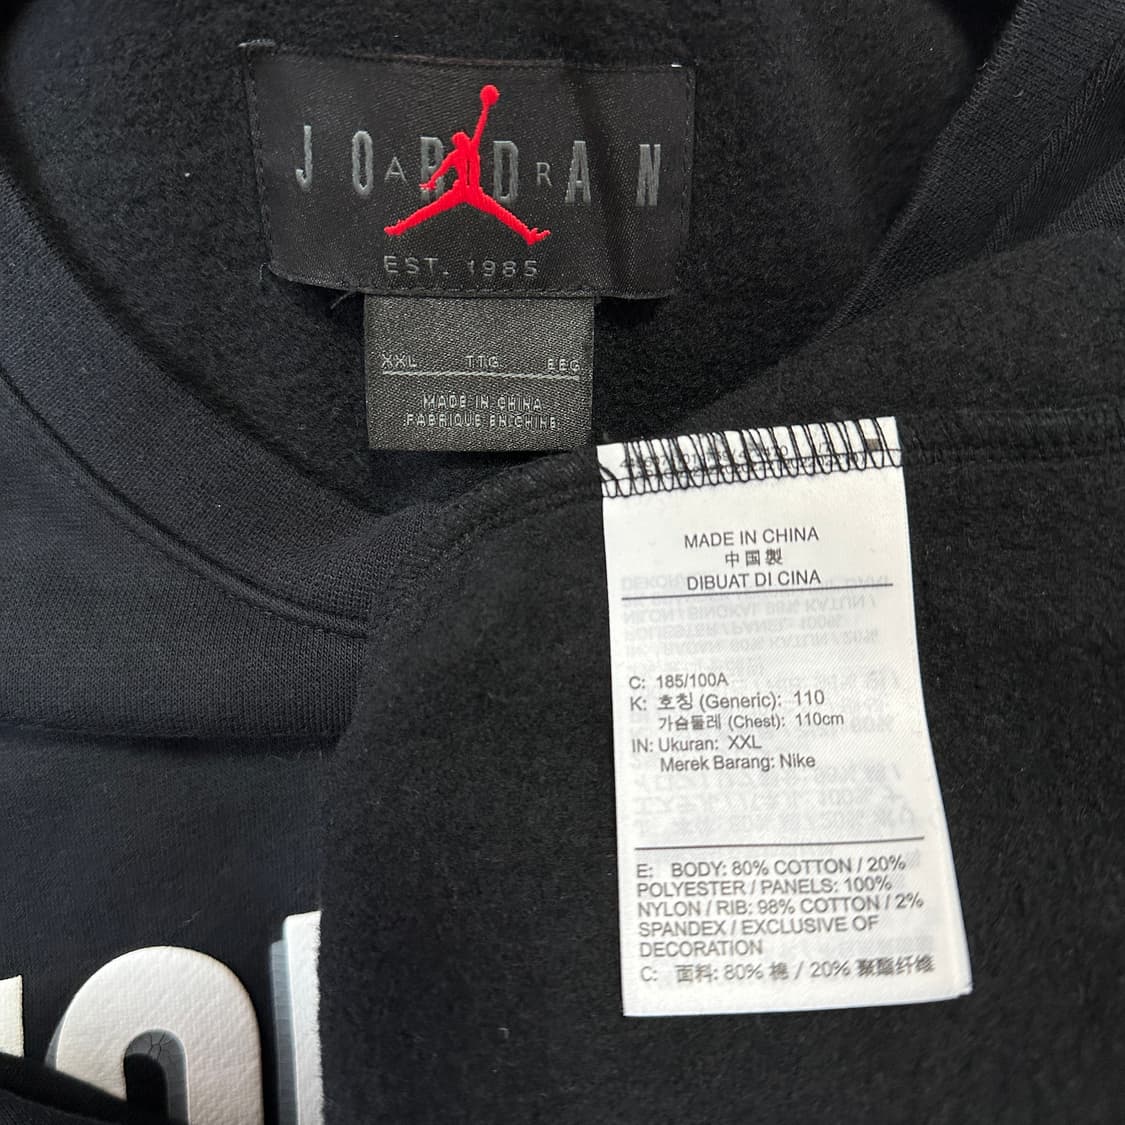 JORDAN
AIR
EST. 1985
XXL TTG EEG
MADE IN CHINA
FABRIQUE EN CHINE
MADE IN CHINA
中国製
DIBUAT DI CINA
C: 185/100A
K: 호칭 (Generic): 110
가슴둘레 (Chest): 110cm
IN: Ukuran: XXL
Merek Barang: Nike
E: BODY: 80% COTTON / 20%
POLYESTER / PANELS: 100%
NYLON / RIB: 98% COTTON / 2%
SPANDEX / EXCLUSIVE OF
DECORATION
C: 面料: 80% 棉 / 20% 聚酯纤维